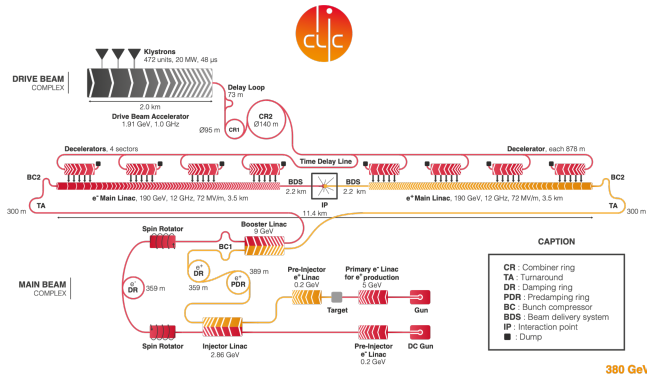 clc
Klystrons
472 units, 20 MW, 48 µs
DRIVE BEAM
COMPLEX
Delay Loop
73 m
2.0 km
Drive Beam Accelerator
1.91 GeV, 1.0 GHz
CR2
Ø140 m
Ø95 m
CR1
Decelerators, 4 sectors
Time Delay Line
Decelerator, each 878 m
BC2
BDS
BDS
BC2
e⁻ Main Linac, 190 GeV, 12 GHz, 72 MV/m, 3.5 km
2.2 km
2.2 km
e⁺ Main Linac, 190 GeV, 12 GHz, 72 MV/m, 3.5 km
IP
TA
TA
300 m
11.4 km
300 m
Booster Linac
9 GeV
Spin Rotator
BC1
MAIN BEAM
COMPLEX
e⁻
DR
359 m
e⁺
DR
359 m
e⁺
PDR
389 m
Pre-Injector
e⁺ Linac
0.2 GeV
Primary e⁻ Linac
for e⁺ production
5 GeV
Target
Gun
Spin Rotator
Injector Linac
2.86 GeV
Pre-Injector
e⁻ Linac
0.2 GeV
DC Gun
CAPTION
CR : Combiner ring
TA : Turnaround
DR : Damping ring
PDR : Predamping ring
BC : Bunch compressor
BDS : Beam delivery system
IP : Interaction point
: Dump
380 GeV